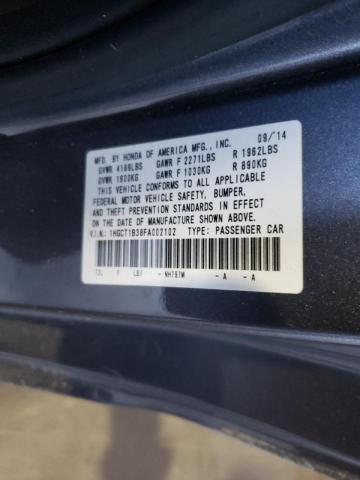 MFD. BY HONDA OF AMERICA MFG., INC. 09/14
GVWR 4189LBS GAWR F 2271LBS R 1962LBS
GVWR 1900KG GAWR F 1030KG R 890KG
THIS VEHICLE CONFORMS TO ALL APPLICABLE
FEDERAL MOTOR VEHICLE SAFETY, BUMPER,
AND THEFT PREVENTION STANDARDS IN EFFECT
ON THE DATE OF MANUFACTURE SHOWN ABOVE.
V.I.N.: 1HGCT1B38FA002102 TYPE: PASSENGER CAR
T3L F LBT - NH797M -A -A